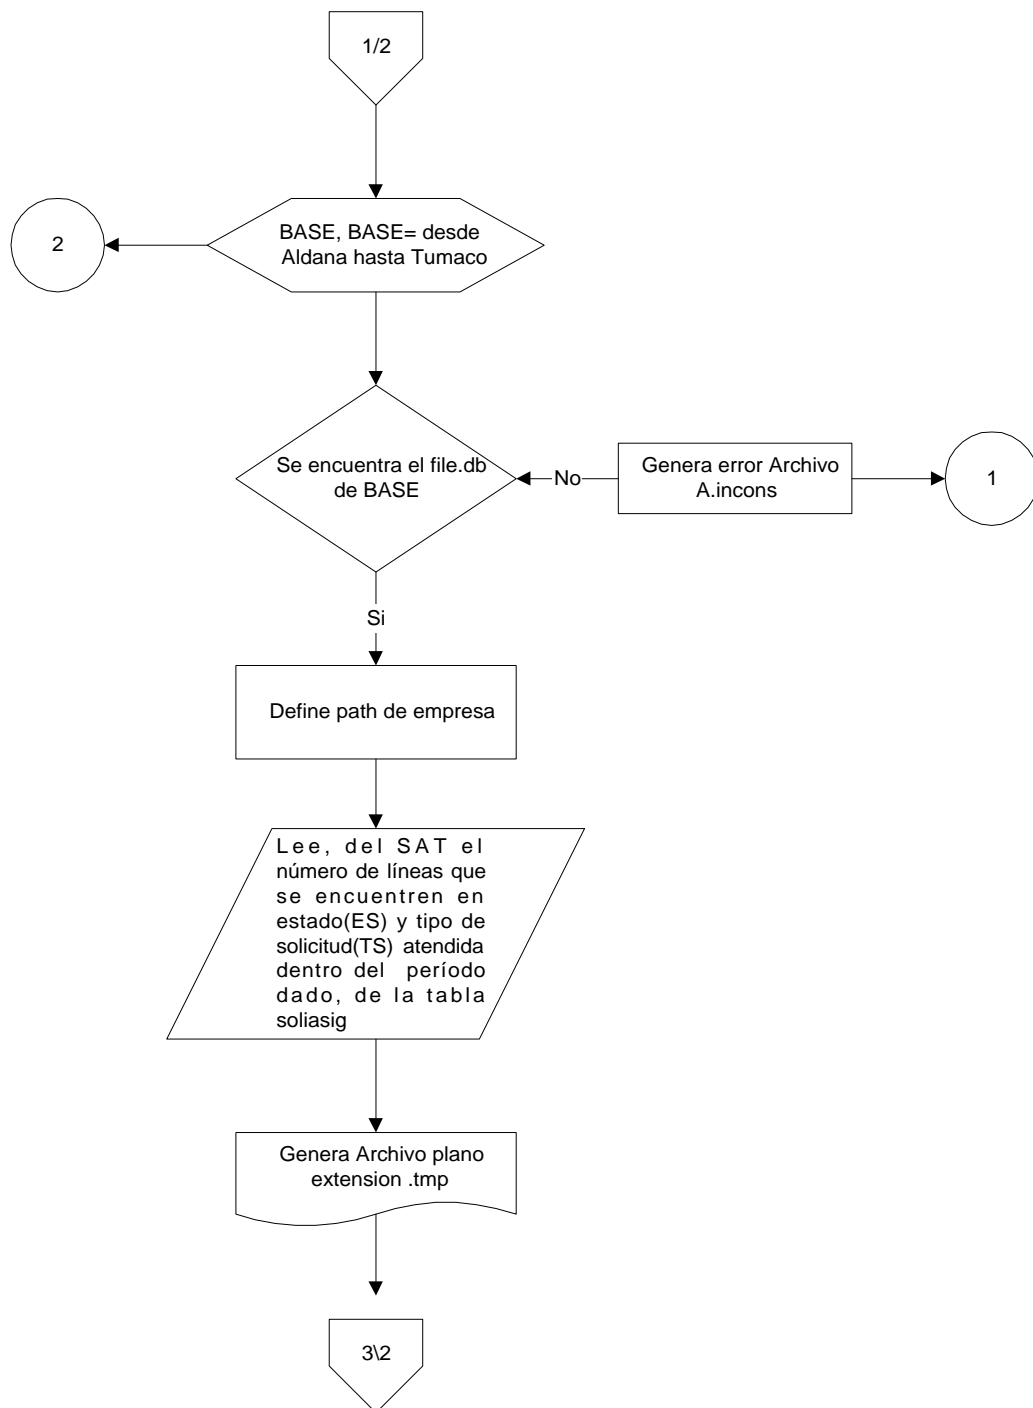 1/2
2
BASE, BASE= desde
Aldana hasta Tumaco
Se encuentra el file.db
de BASE
No
Genera error Archivo
A.incons
1
Si
Define path de empresa
Lee, del SAT el
número de líneas que
se encuentren en
estado(ES) y tipo de
solicitud(TS) atendida
dentro del período
dado, de la tabla
soliasig
Genera Archivo plano
extension .tmp
3\2